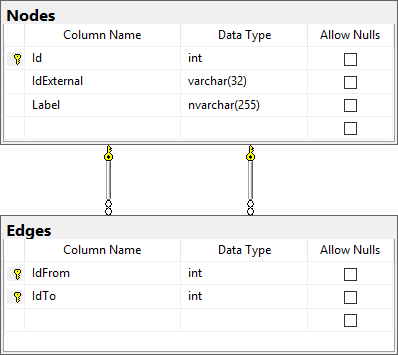 Nodes
Column Name Data Type Allow Nulls
Id int
IdExternal varchar(32)
Label nvarchar(255)
Edges
Column Name Data Type Allow Nulls
IdFrom int
IdTo int